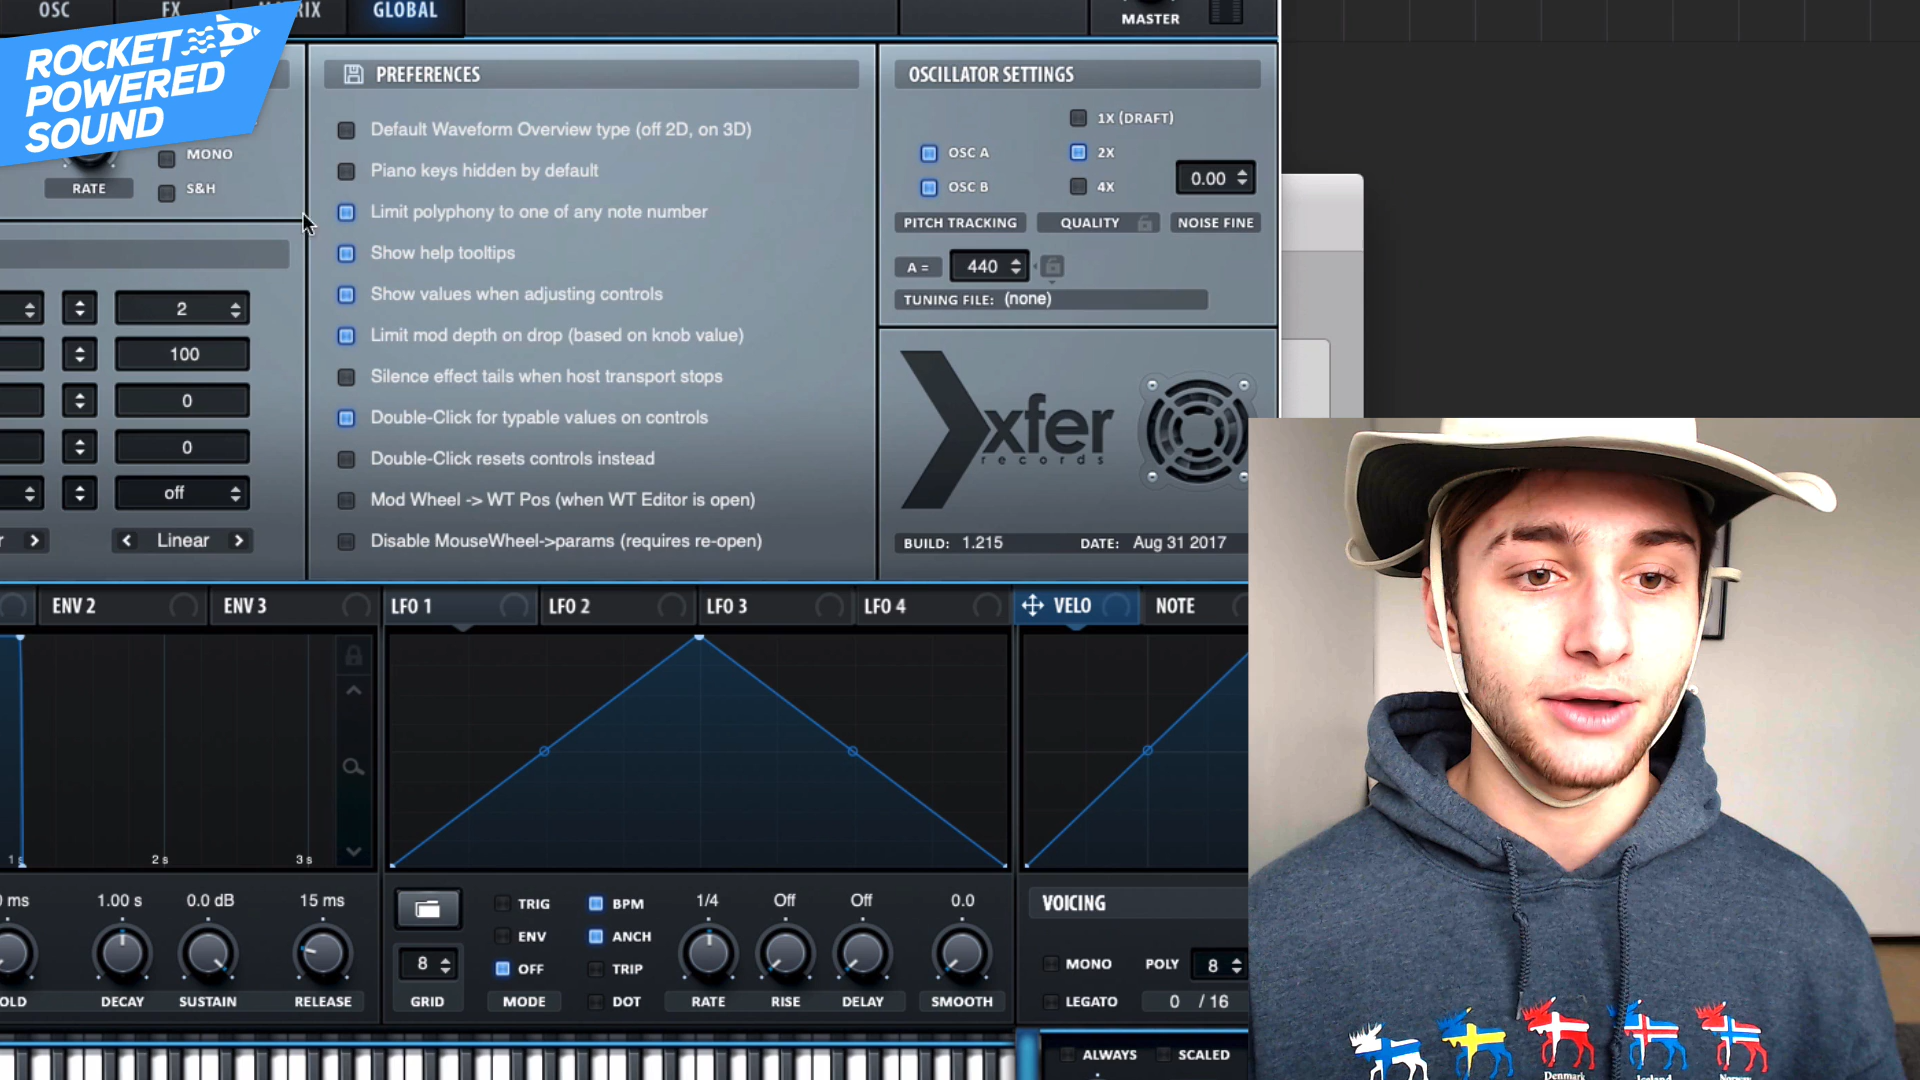 OSC
FX
GLOBAL
MASTER
ROCKET
POWERED
SOUND
PREFERENCES
OSCILLATOR SETTINGS
MONO
RATE
S&H
Default Waveform Overview type (off 2D, on 3D)
Piano keys hidden by default
Limit polyphony to one of any note number
Show help tooltips
Show values when adjusting controls
Limit mod depth on drop (based on knob value)
Silence effect tails when host transport stops
Double-Click for typable values on controls
Double-Click resets controls instead
Mod Wheel -> WT Pos (when WT Editor is open)
Disable MouseWheel->params (requires re-open)
1X (DRAFT)
OSC A
2X
0.00
OSC B
4X
PITCH TRACKING
QUALITY
NOISE FINE
A =
440
TUNING FILE: (none)
xfer
records
BUILD: 1.215
DATE: Aug 31 2017
2
100
0
0
off
Linear
ENV 2
ENV 3
LFO 1
LFO 2
LFO 3
LFO 4
VELO
NOTE
1 s
2 s
3 s
ms
1.00 s
0.0 dB
15 ms
DECAY
SUSTAIN
RELEASE
8
GRID
TRIG
ENV
OFF
MODE
BPM
ANCH
TRIP
DOT
1/4
Off
Off
0.0
RATE
RISE
DELAY
SMOOTH
VOICING
MONO
POLY
8
LEGATO
0 / 16
ALWAYS
SCALED
Denmark
Iceland
Norway